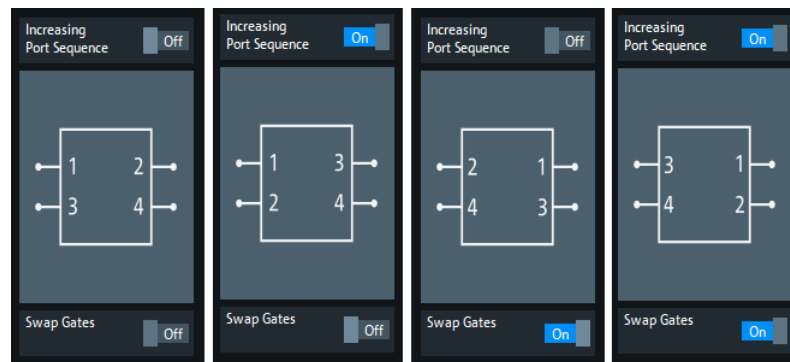 Increasing
Port Sequence
Off
1 2
3 4
Swap Gates
Off
Increasing
Port Sequence
On
1 3
2 4
Swap Gates
Off
Increasing
Port Sequence
Off
2 1
4 3
Swap Gates
On
Increasing
Port Sequence
On
3 1
4 2
Swap Gates
On